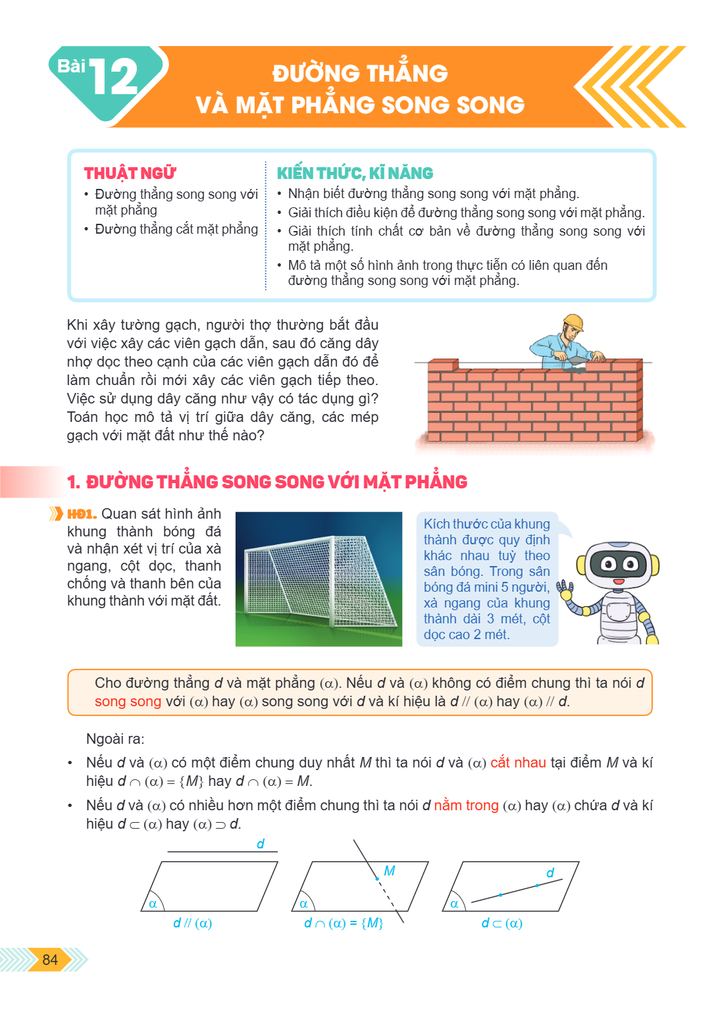 Bài 12
ĐƯỜNG THẲNG
VÀ MẶT PHẲNG SONG SONG
THUẬT NGỮ
• Đường thẳng song song với
mặt phẳng
• Đường thẳng cắt mặt phẳng
KIẾN THỨC, KĨ NĂNG
• Nhận biết đường thẳng song song với mặt phẳng.
• Giải thích điều kiện để đường thẳng song song với mặt phẳng.
• Giải thích tính chất cơ bản về đường thẳng song song với
mặt phẳng.
• Mô tả một số hình ảnh trong thực tiễn có liên quan đến
đường thẳng song song với mặt phẳng.
Khi xây tường gạch, người thợ thường bắt đầu
với việc xây các viên gạch dẫn, sau đó căng dây
nhợ dọc theo cạnh của các viên gạch dẫn đó để
làm chuẩn rồi mới xây các viên gạch tiếp theo.
Việc sử dụng dây căng như vậy có tác dụng gì?
Toán học mô tả vị trí giữa dây căng, các mép
gạch với mặt đất như thế nào?
1. ĐƯỜNG THẲNG SONG SONG VỚI MẶT PHẲNG
HĐ1. Quan sát hình ảnh
khung thành bóng đá
và nhận xét vị trí của xà
ngang, cột dọc, thanh
chống và thanh bên của
khung thành với mặt đất.
Kích thước của khung
thành được quy định
khác nhau tuỳ theo
sân bóng. Trong sân
bóng đá mini 5 người,
xà ngang của khung
thành dài 3 mét, cột
dọc cao 2 mét.
Cho đường thẳng d và mặt phẳng (α). Nếu d và (α) không có điểm chung thì ta nói d
song song với (α) hay (α) song song với d và kí hiệu là d // (α) hay (α) // d.
Ngoài ra:
• Nếu d và (α) có một điểm chung duy nhất M thì ta nói d và (α) cắt nhau tại điểm M và kí
hiệu d ∩ (α) = {M} hay d ∩ (α) = M.
• Nếu d và (α) có nhiều hơn một điểm chung thì ta nói d nằm trong (α) hay (α) chứa d và kí
hiệu d ⊂ (α) hay (α) ⊃ d.
d
M
d
α
α
α
d // (α)
d ∩ (α) = {M}
d ⊂ (α)
84